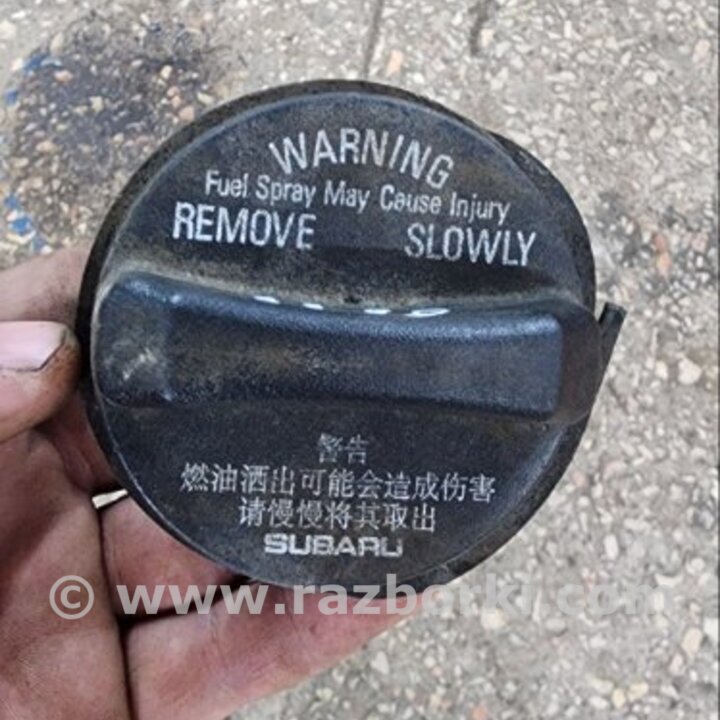 WARNING
Fuel Spray May Cause Injury
REMOVE SLOWLY
警告
燃油洒出可能会造成伤害
请慢慢将其取出
SUBARU
© www.razborki.com